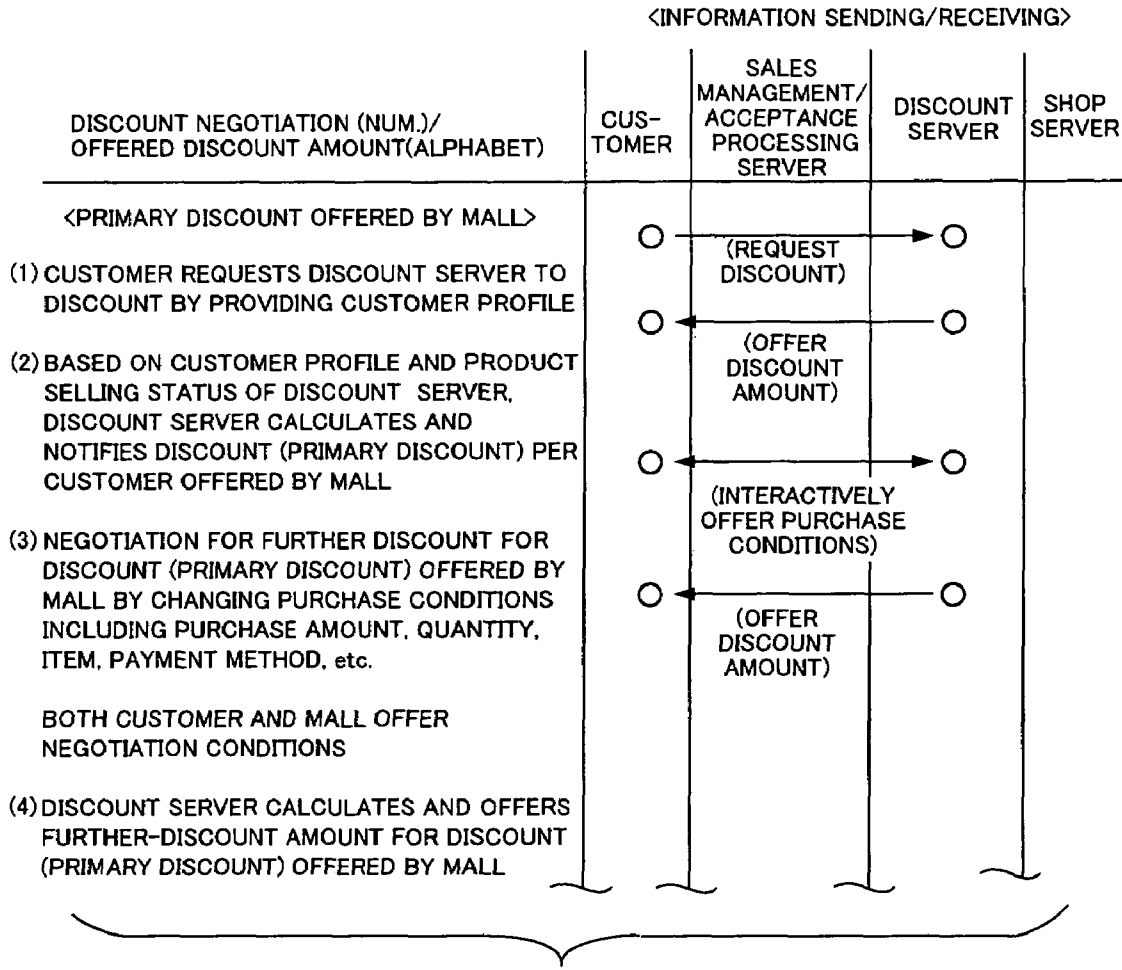 <INFORMATION SENDING/RECEIVING>
DISCOUNT NEGOTIATION (NUM.)/
OFFERED DISCOUNT AMOUNT(ALPHABET)
CUS-
TOMER
SALES
MANAGEMENT/
ACCEPTANCE
PROCESSING
SERVER
DISCOUNT
SERVER
SHOP
SERVER
<PRIMARY DISCOUNT OFFERED BY MALL>
(1) CUSTOMER REQUESTS DISCOUNT SERVER TO
DISCOUNT BY PROVIDING CUSTOMER PROFILE
(2) BASED ON CUSTOMER PROFILE AND PRODUCT
SELLING STATUS OF DISCOUNT SERVER,
DISCOUNT SERVER CALCULATES AND
NOTIFIES DISCOUNT (PRIMARY DISCOUNT) PER
CUSTOMER OFFERED BY MALL
(3) NEGOTIATION FOR FURTHER DISCOUNT FOR
DISCOUNT (PRIMARY DISCOUNT) OFFERED BY
MALL BY CHANGING PURCHASE CONDITIONS
INCLUDING PURCHASE AMOUNT, QUANTITY,
ITEM, PAYMENT METHOD, etc.
BOTH CUSTOMER AND MALL OFFER
NEGOTIATION CONDITIONS
(4) DISCOUNT SERVER CALCULATES AND OFFERS
FURTHER-DISCOUNT AMOUNT FOR DISCOUNT
(PRIMARY DISCOUNT) OFFERED BY MALL
(REQUEST
DISCOUNT)
(OFFER
DISCOUNT
AMOUNT)
(INTERACTIVELY
OFFER PURCHASE
CONDITIONS)
(OFFER
DISCOUNT
AMOUNT)